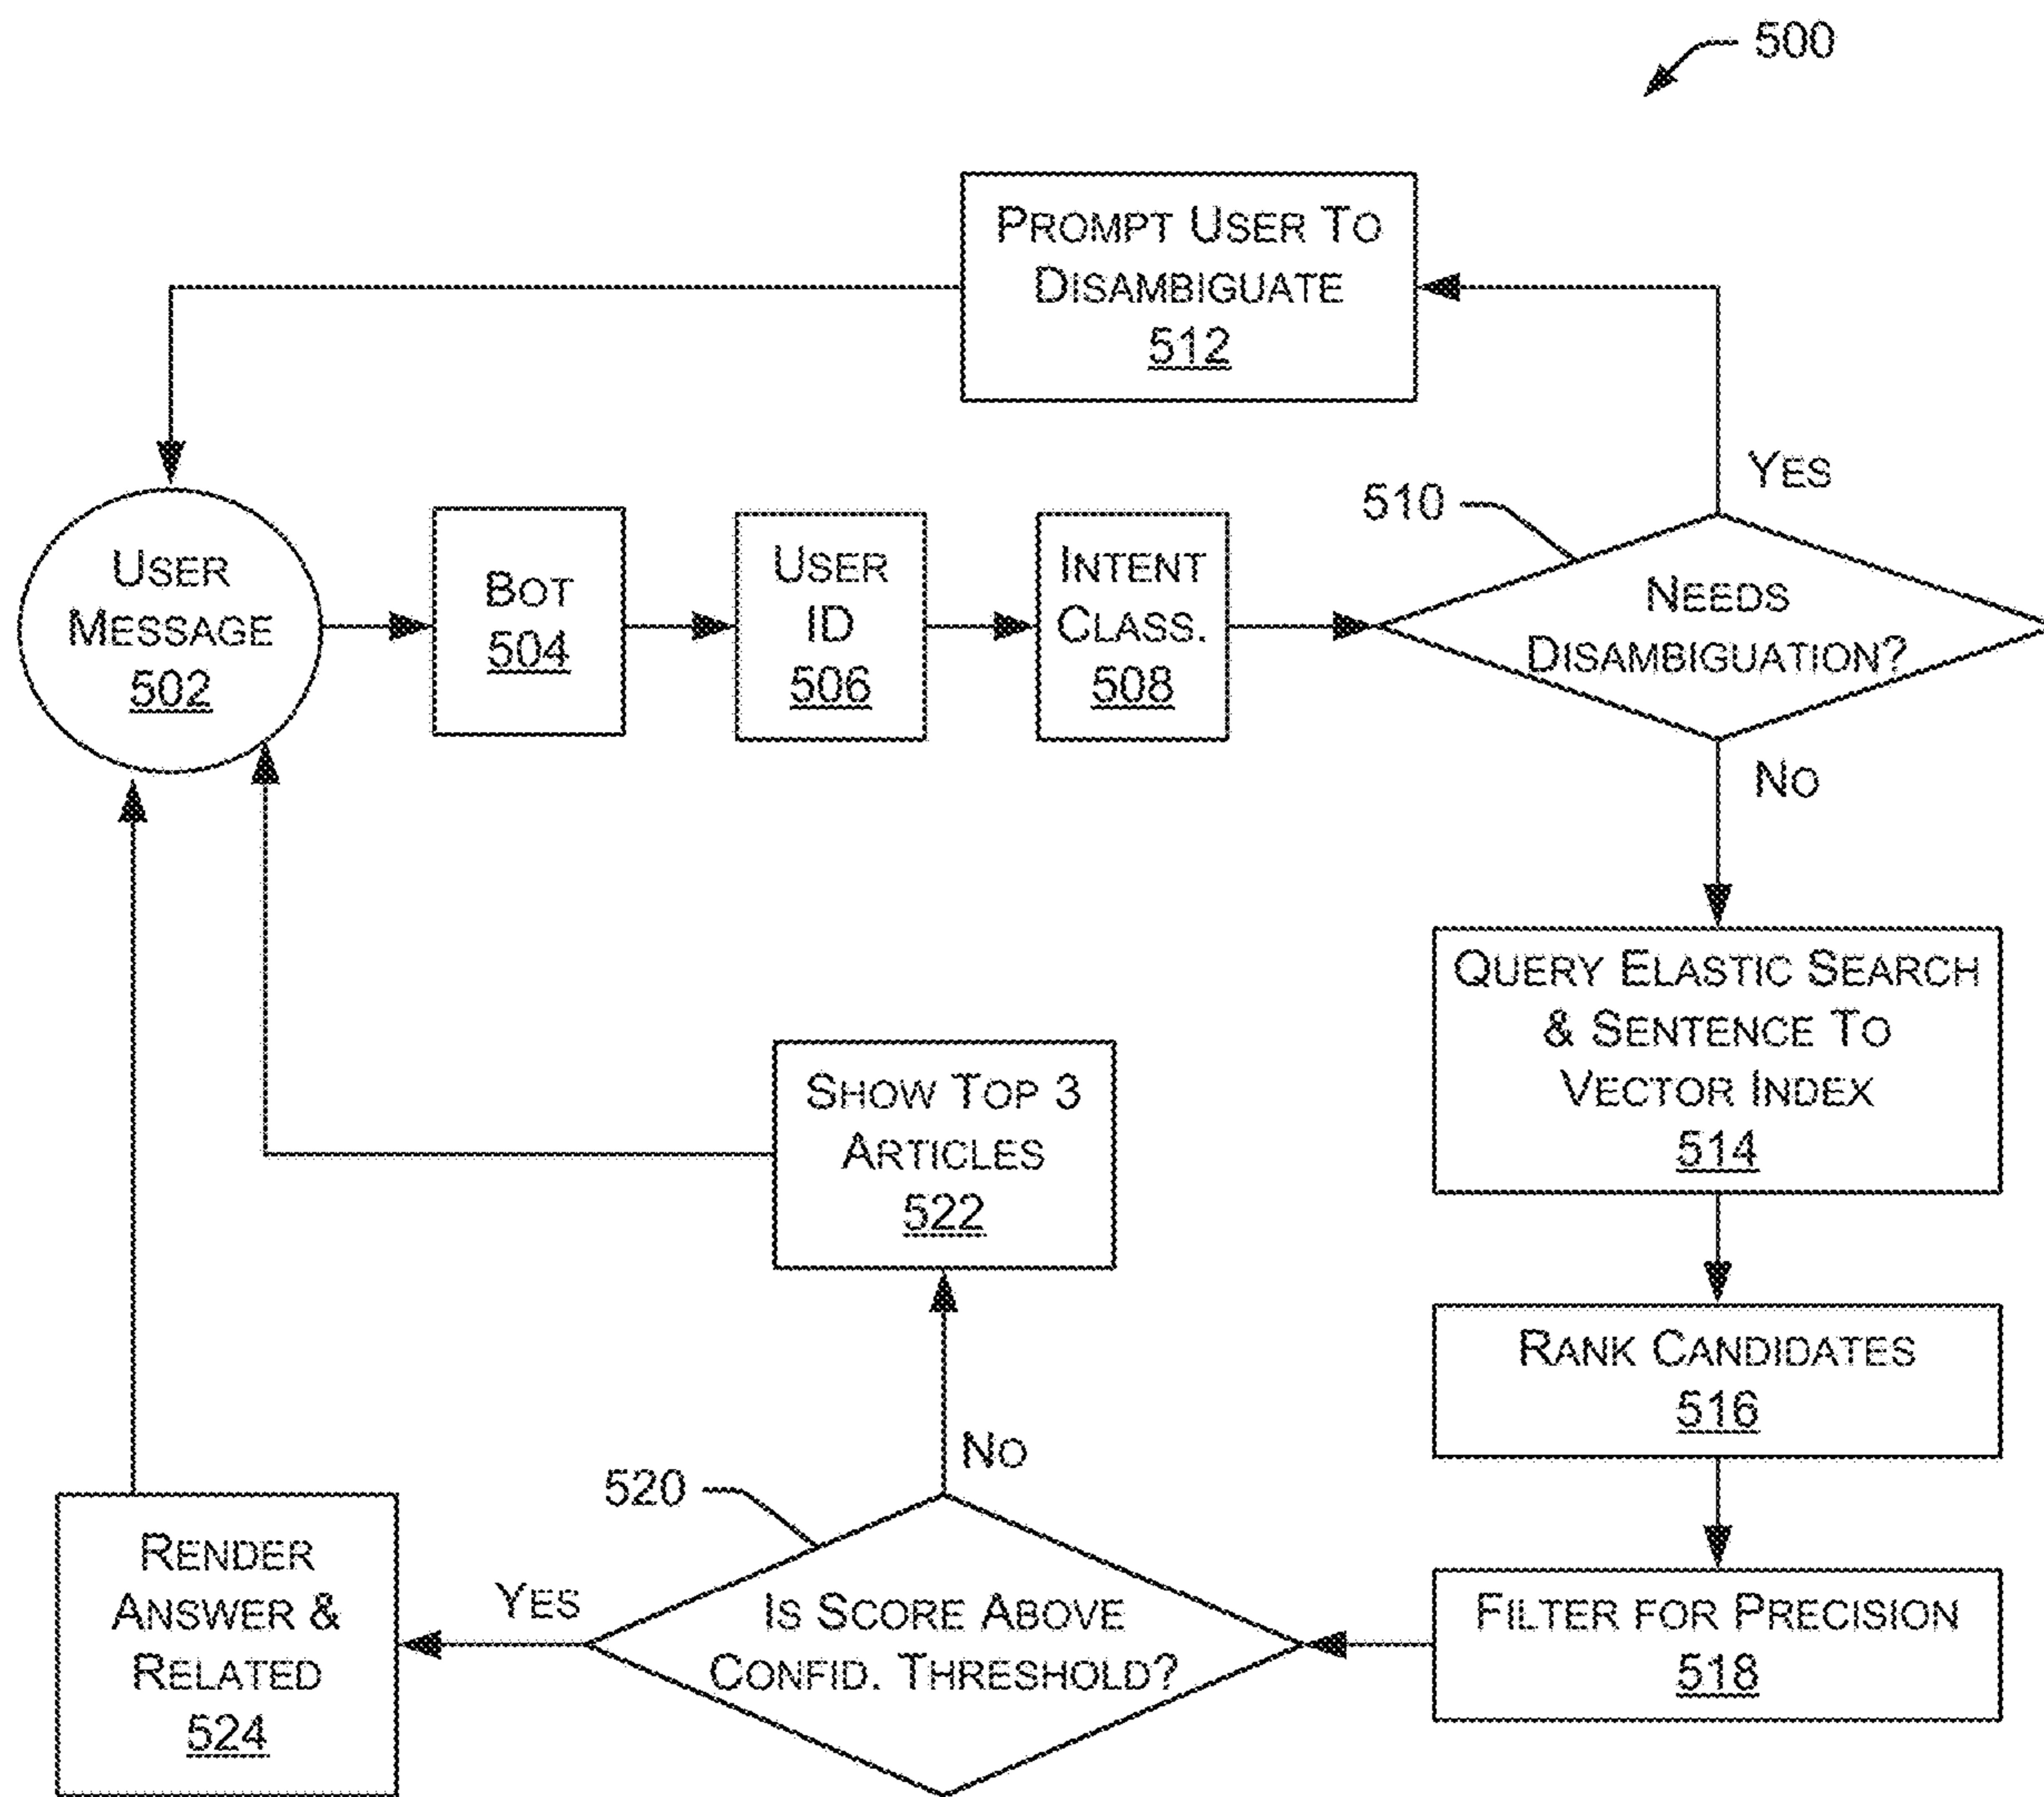 500
PROMPT USER TO
DISAMBIGUATE
512
YES
510
USER
MESSAGE
502
BOT
504
USER
ID
506
INTENT
CLASS.
508
NEEDS
DISAMBIGUATION?
NO
QUERY ELASTIC SEARCH
& SENTENCE TO
VECTOR INDEX
514
SHOW TOP 3
ARTICLES
522
RANK CANDIDATES
516
NO
520
RENDER
ANSWER &
RELATED
524
YES
IS SCORE ABOVE
CONFID. THRESHOLD?
FILTER FOR PRECISION
518